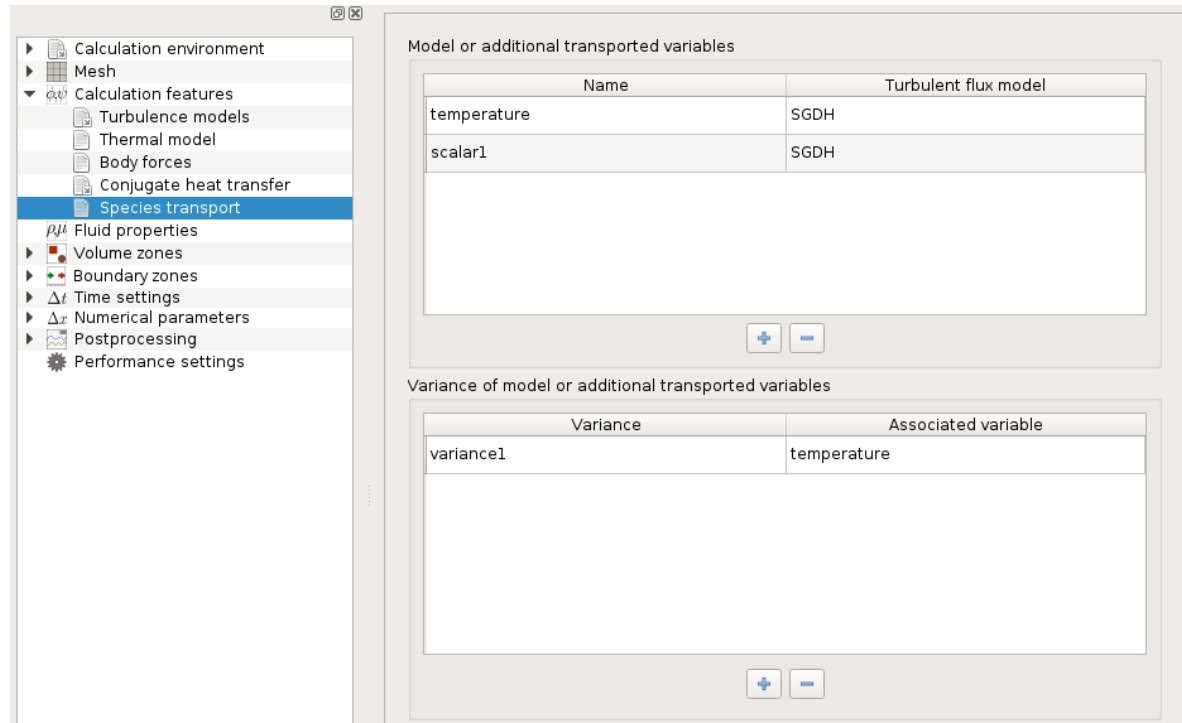 Calculation environment
Mesh
ϕ,ψ Calculation features
Turbulence models
Thermal model
Body forces
Conjugate heat transfer
Species transport
ρ,μ Fluid properties
Volume zones
Boundary zones
Δt Time settings
Δx Numerical parameters
Postprocessing
Performance settings
Model or additional transported variables
Name Turbulent flux model
temperature SGDH
scalar1 SGDH
Variance of model or additional transported variables
Variance Associated variable
variance1 temperature